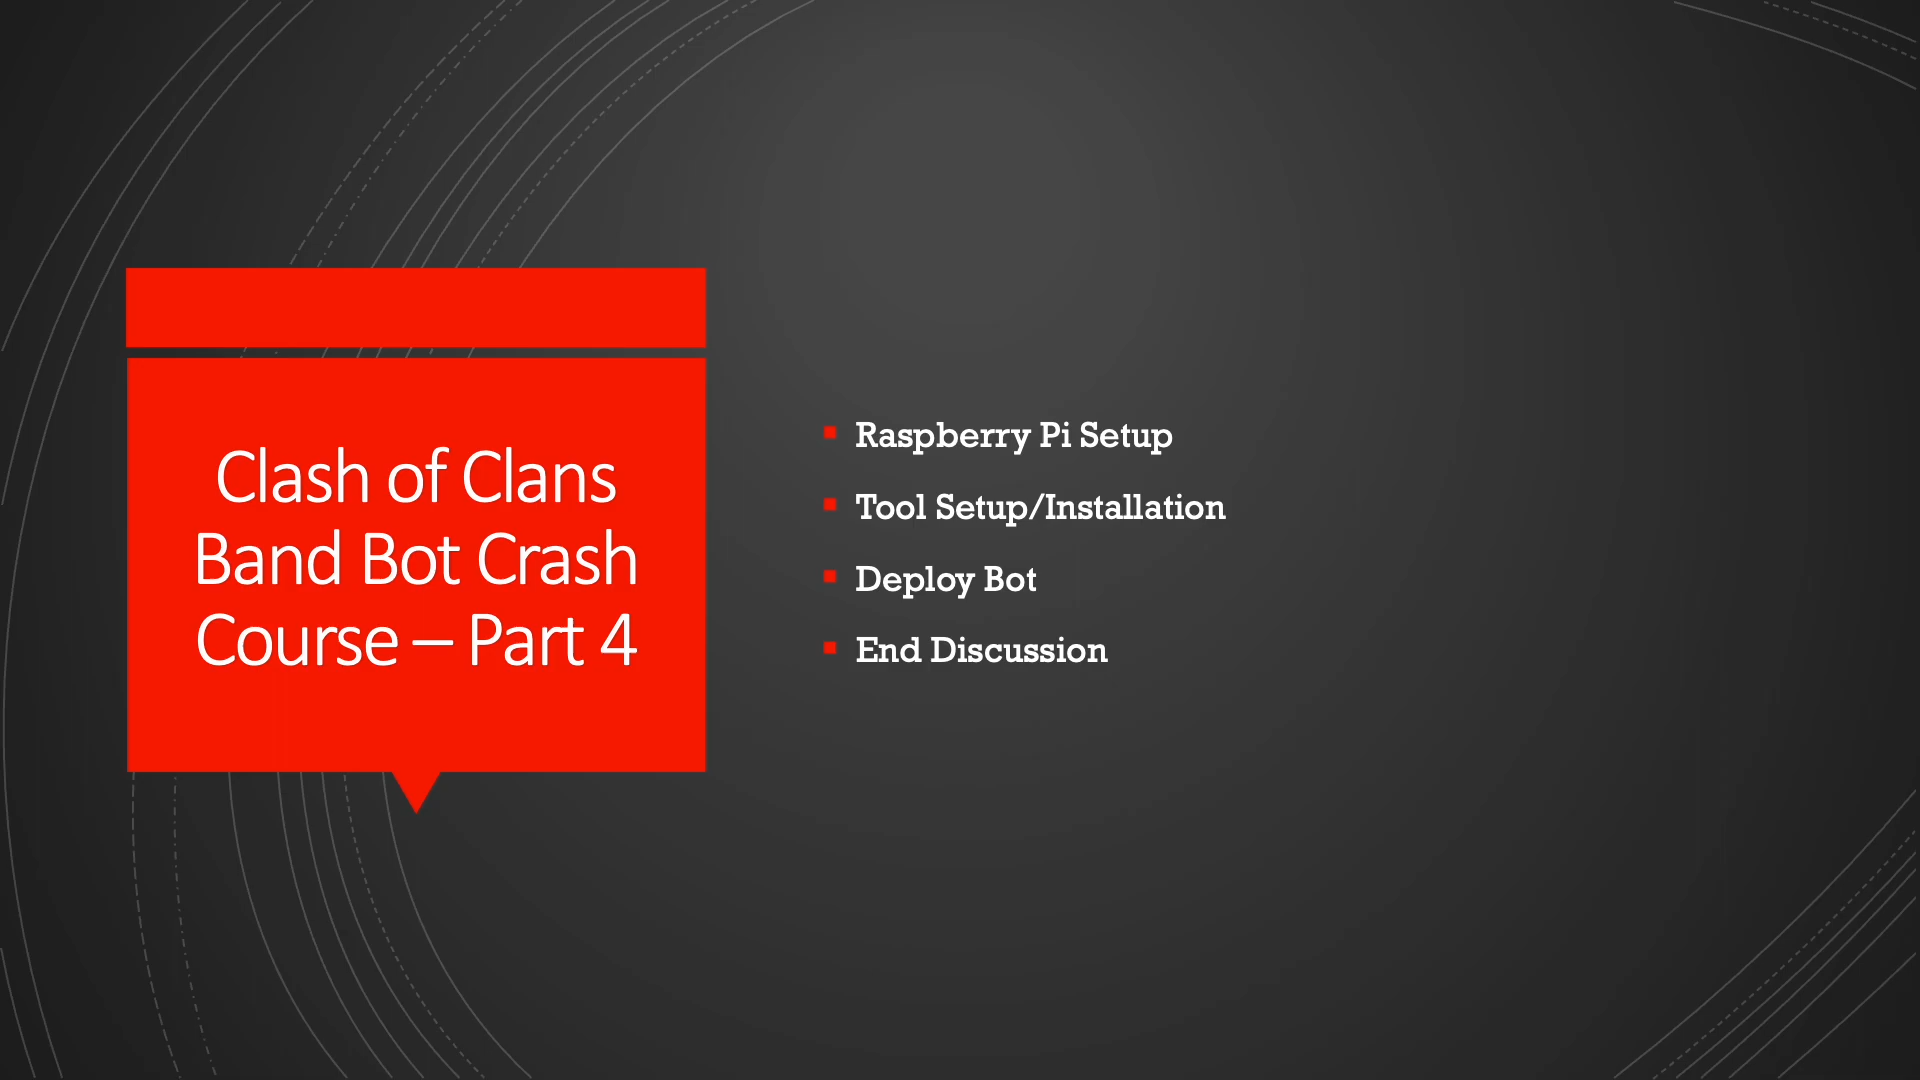 Clash of Clans
Band Bot Crash
Course – Part 4
Raspberry Pi Setup
Tool Setup/Installation
Deploy Bot
End Discussion